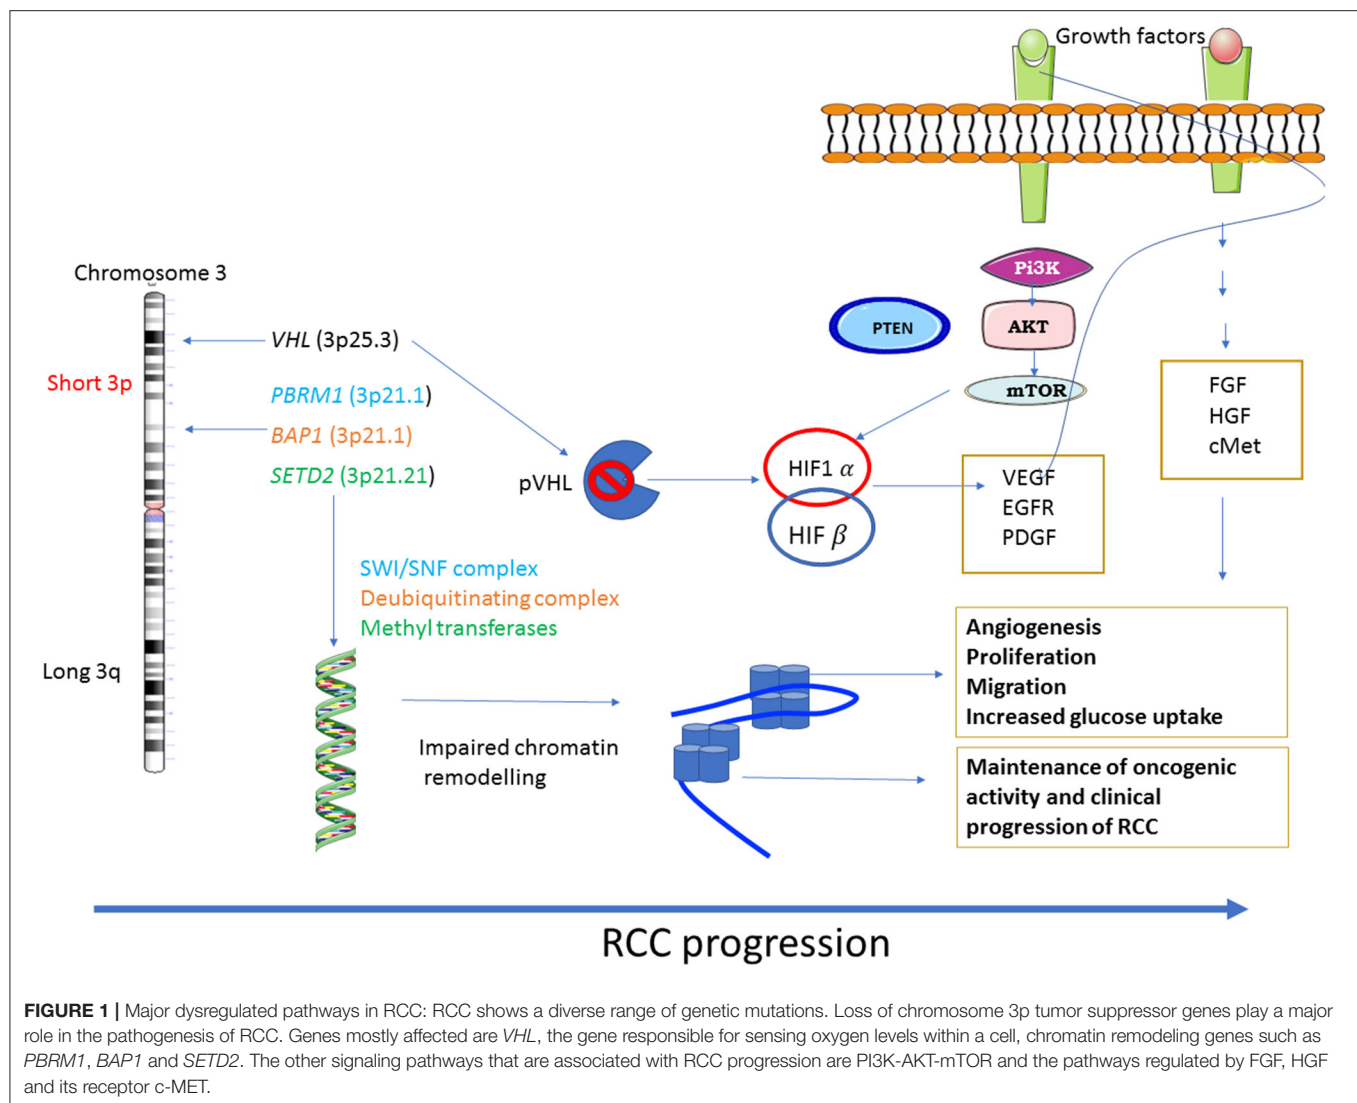 Growth factors
Chromosome 3
Pi3K
PTEN
AKT
mTOR
VHL (3p25.3)
Short 3p
PBRM1 (3p21.1)
BAP1 (3p21.1)
SETD2 (3p21.21)
FGF
HGF
cMet
pVHL
HIF1 α
HIF β
VEGF
EGFR
PDGF
SWI/SNF complex
Deubiquitinating complex
Methyl transferases
Long 3q
Impaired chromatin
remodelling
Angiogenesis
Proliferation
Migration
Increased glucose uptake
Maintenance of oncogenic
activity and clinical
progression of RCC
RCC progression
FIGURE 1 | Major dysregulated pathways in RCC: RCC shows a diverse range of genetic mutations. Loss of chromosome 3p tumor suppressor genes play a major
role in the pathogenesis of RCC. Genes mostly affected are VHL, the gene responsible for sensing oxygen levels within a cell, chromatin remodeling genes such as
PBRM1, BAP1 and SETD2. The other signaling pathways that are associated with RCC progression are PI3K-AKT-mTOR and the pathways regulated by FGF, HGF
and its receptor c-MET.